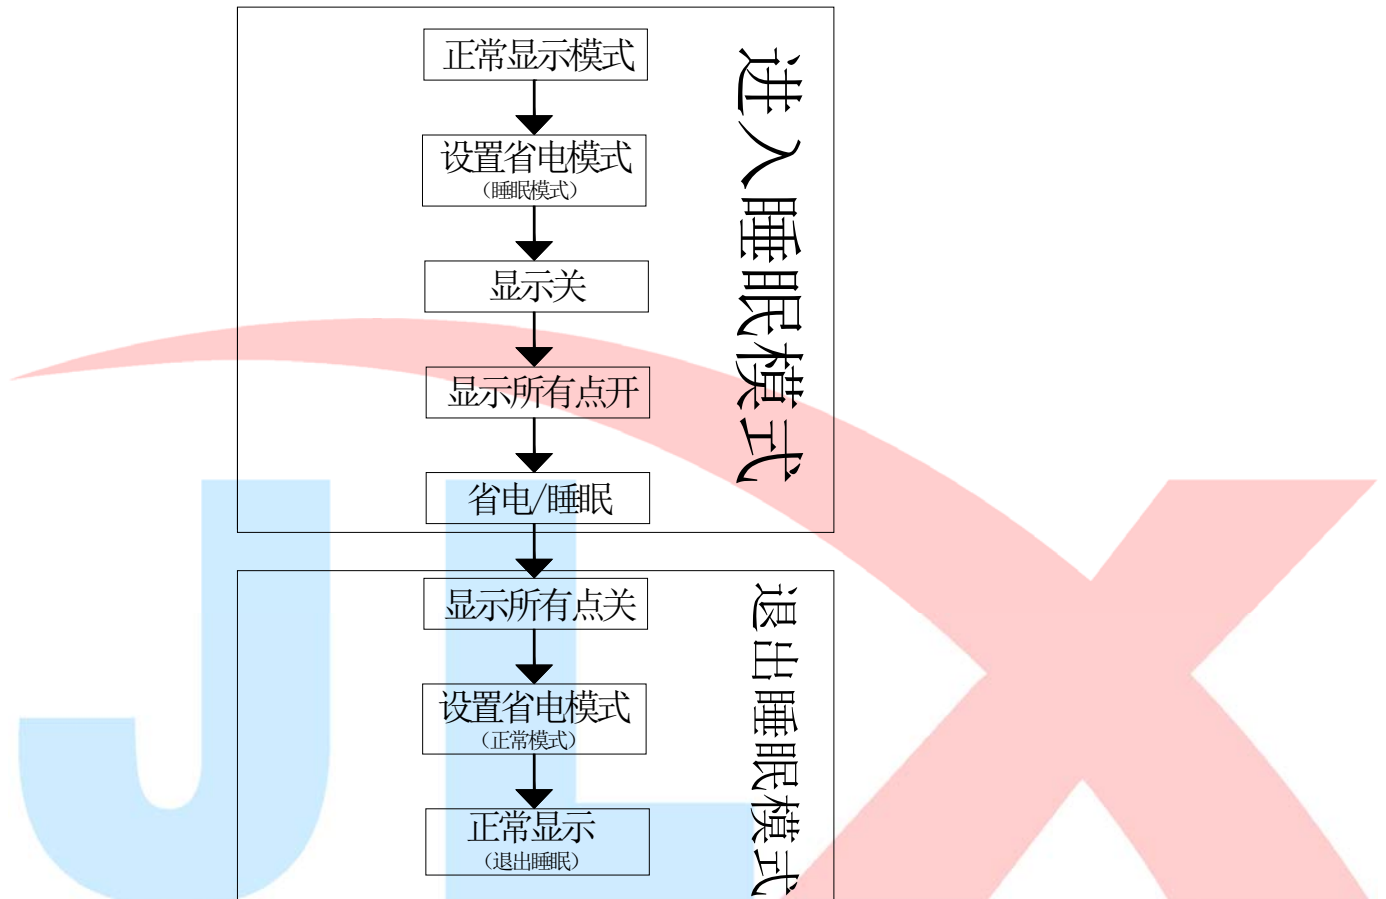 正常显示模式
设置省电模式
（睡眠模式）
显示关
显示所有点开
省电/睡眠
进入睡眠模式
显示所有点关
设置省电模式
（正常模式）
正常显示
（退出睡眠）
退出睡眠模式
JLX